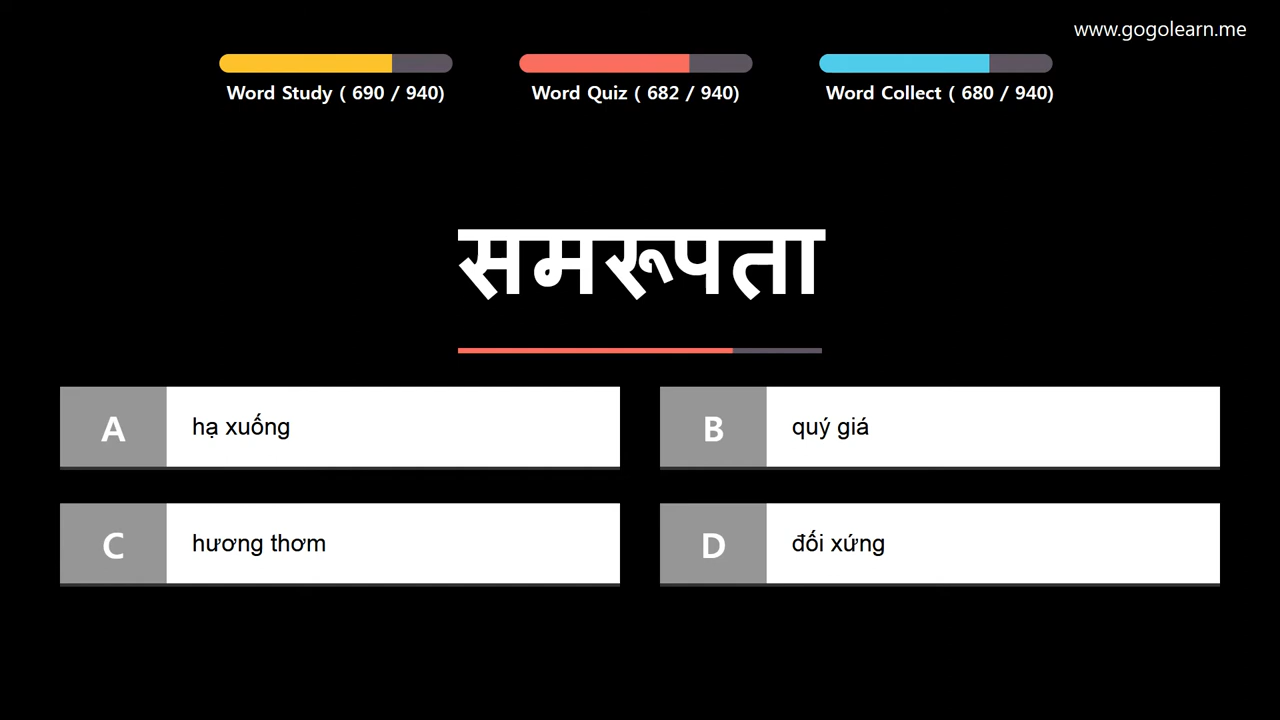 www.gogolearn.me
Word Study ( 690 / 940)
Word Quiz ( 682 / 940)
Word Collect ( 680 / 940)
समरूपता
A
hạ xuống
B
quý giá
C
hương thơm
D
đối xứng